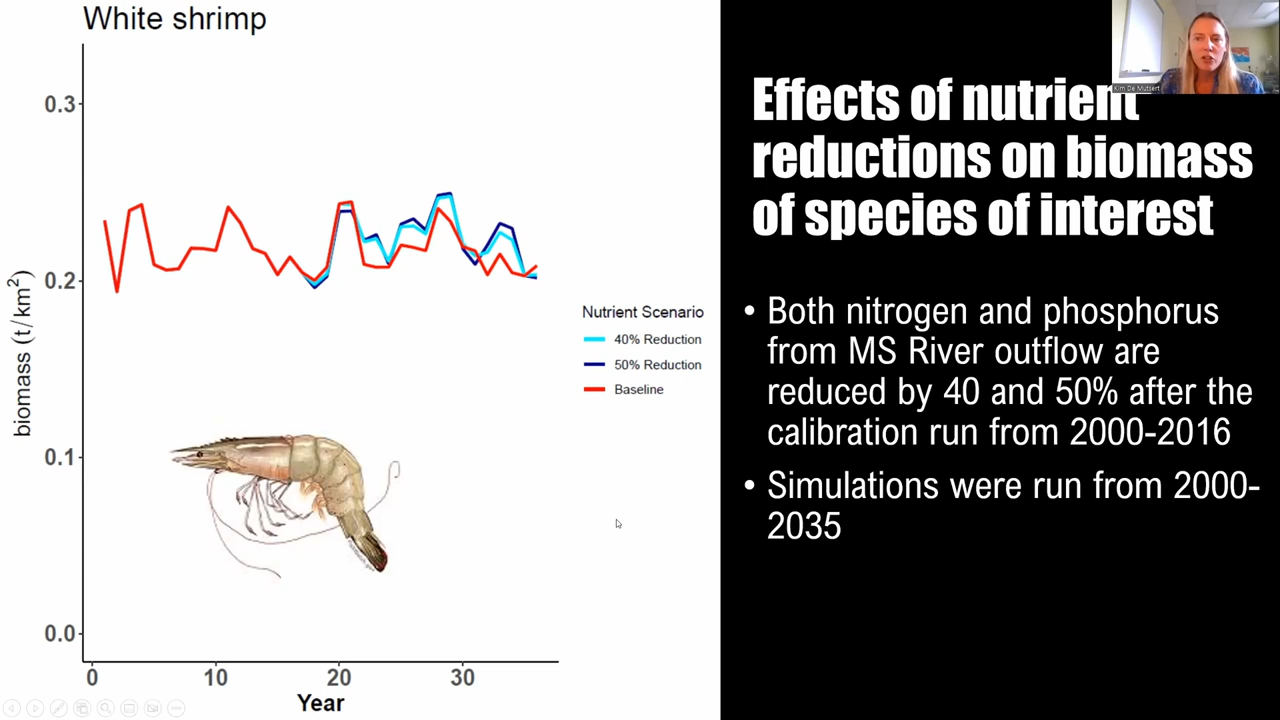 White shrimp
0.3
0.2
0.1
0.0
biomass (t/km²)
0 10 20 30
Year
Nutrient Scenario
40% Reduction
50% Reduction
Baseline
Kim De Mutsert
Effects of nutrient
reductions on biomass
of species of interest
• Both nitrogen and phosphorus
from MS River outflow are
reduced by 40 and 50% after the
calibration run from 2000-2016
• Simulations were run from 2000-
2035